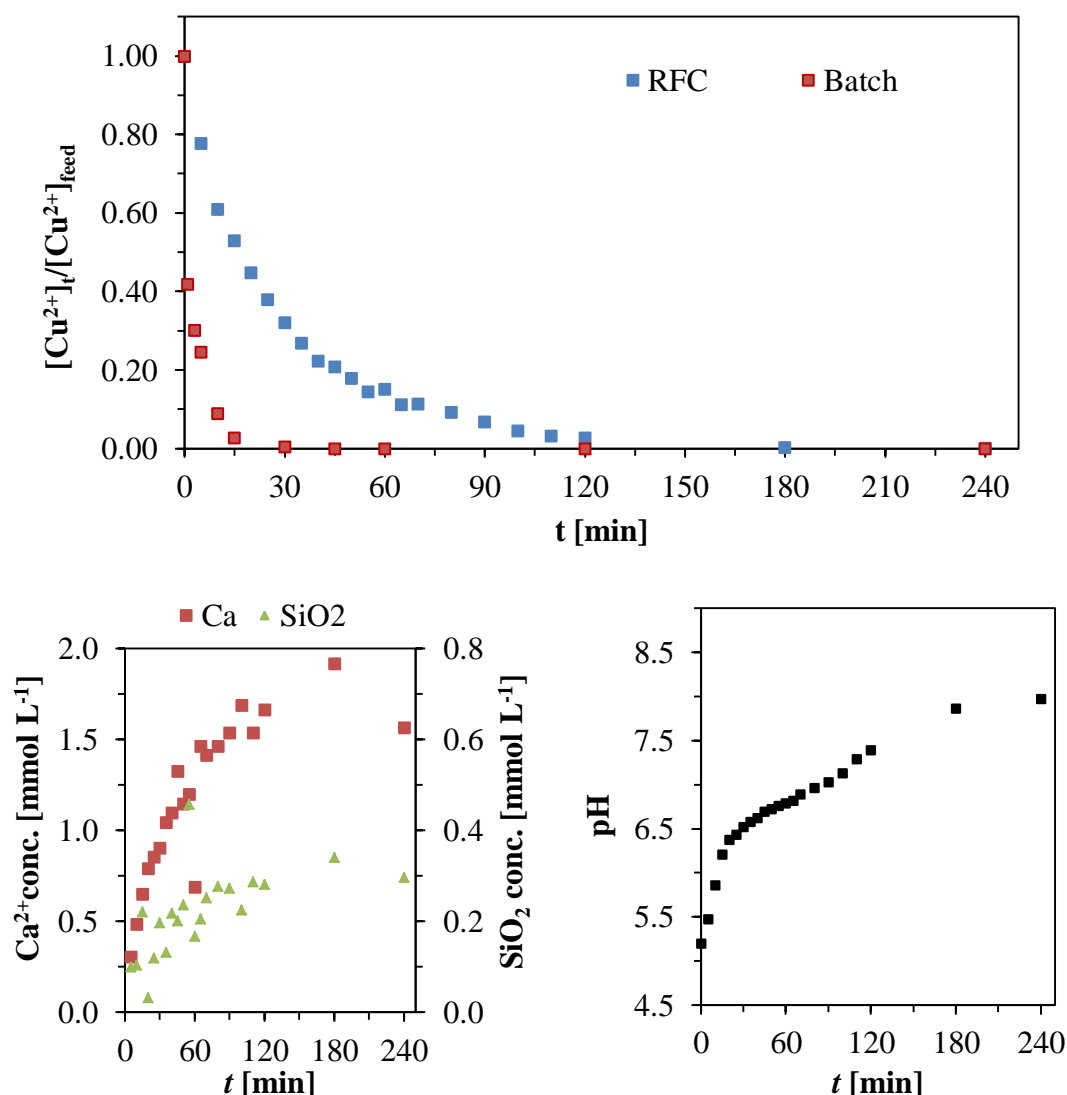 1.00
0.80
0.60
0.40
0.20
0.00
[Cu²⁺]ₜ/[Cu²⁺]feed
RFC
Batch
0 30 60 90 120 150 180 210 240
t [min]
Ca SiO2
2.0
1.5
1.0
0.5
0.0
Ca²⁺conc. [mmol L⁻¹]
0.8
0.6
0.4
0.2
0.0
SiO₂ conc. [mmol L⁻¹]
0 60 120 180 240
t [min]
8.5
7.5
6.5
5.5
4.5
pH
0 60 120 180 240
t [min]